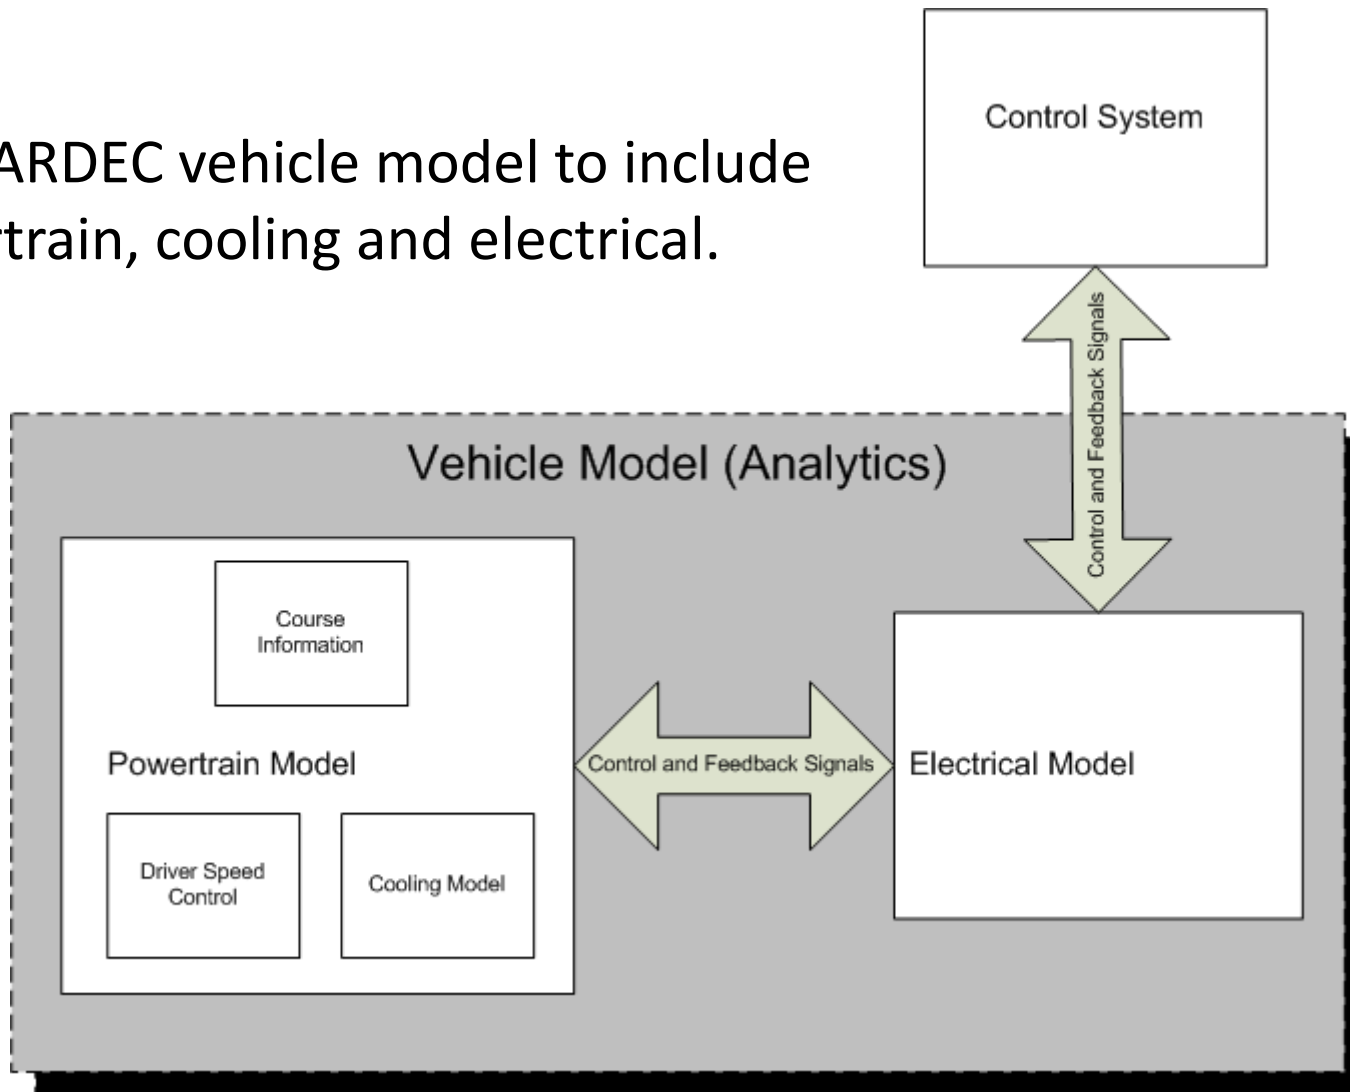 ARDEC vehicle model to include
rtrain, cooling and electrical.
Control System
Control and Feedback Signals
Vehicle Model (Analytics)
Course
Information
Powertrain Model
Control and Feedback Signals
Electrical Model
Driver Speed
Control
Cooling Model